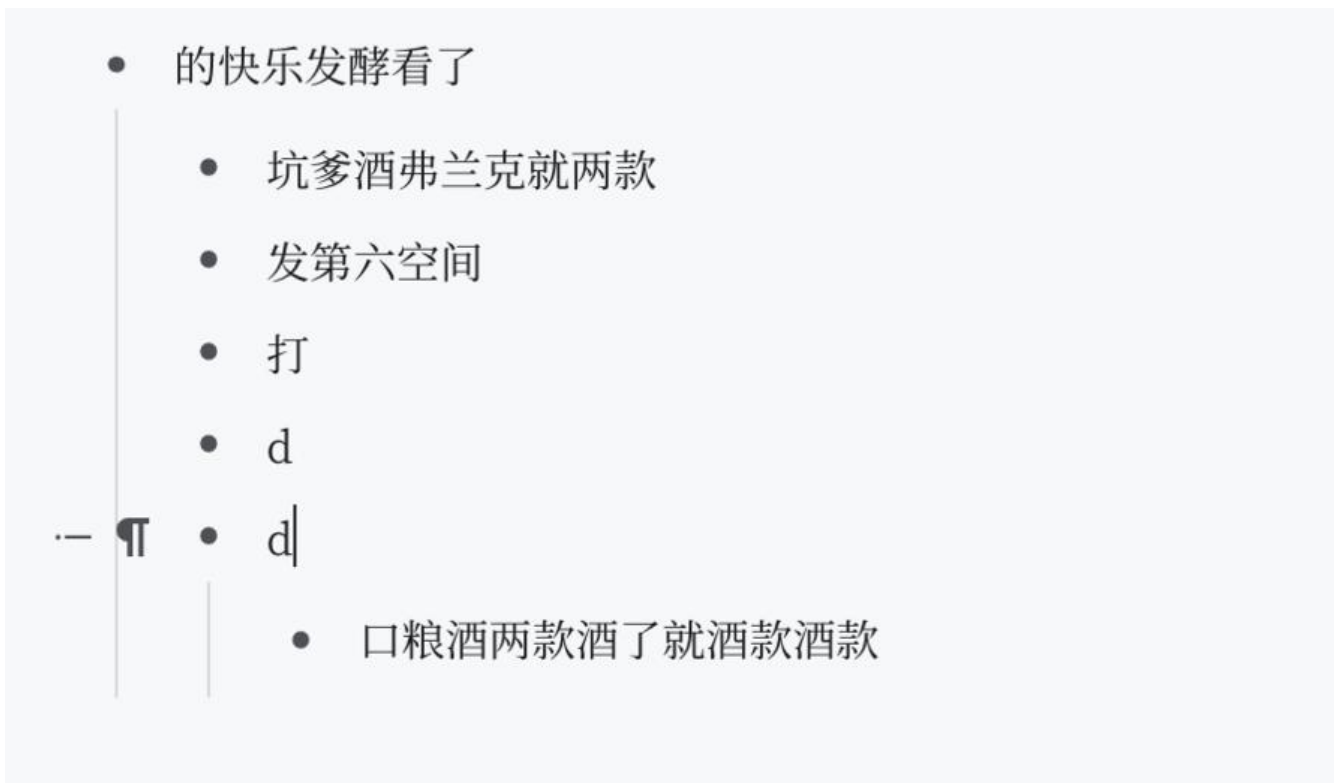 的快乐发酵看了
坑爹酒弗兰克就两款
发第六空间
打
d
d
口粮酒两款酒了就酒款酒款